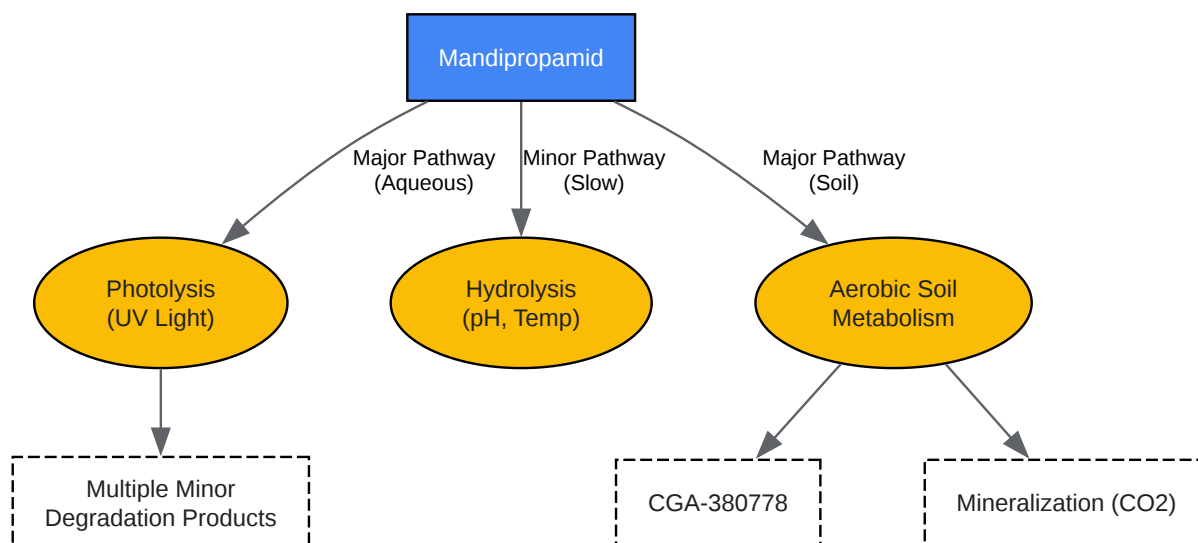 Mandipropamid
Major Pathway
(Aqueous)
Minor Pathway
(Slow)
Major Pathway
(Soil)
Photolysis
(UV Light)
Hydrolysis
(pH, Temp)
Aerobic Soil
Metabolism
Multiple Minor
Degradation Products
CGA-380778
Mineralization (CO2)